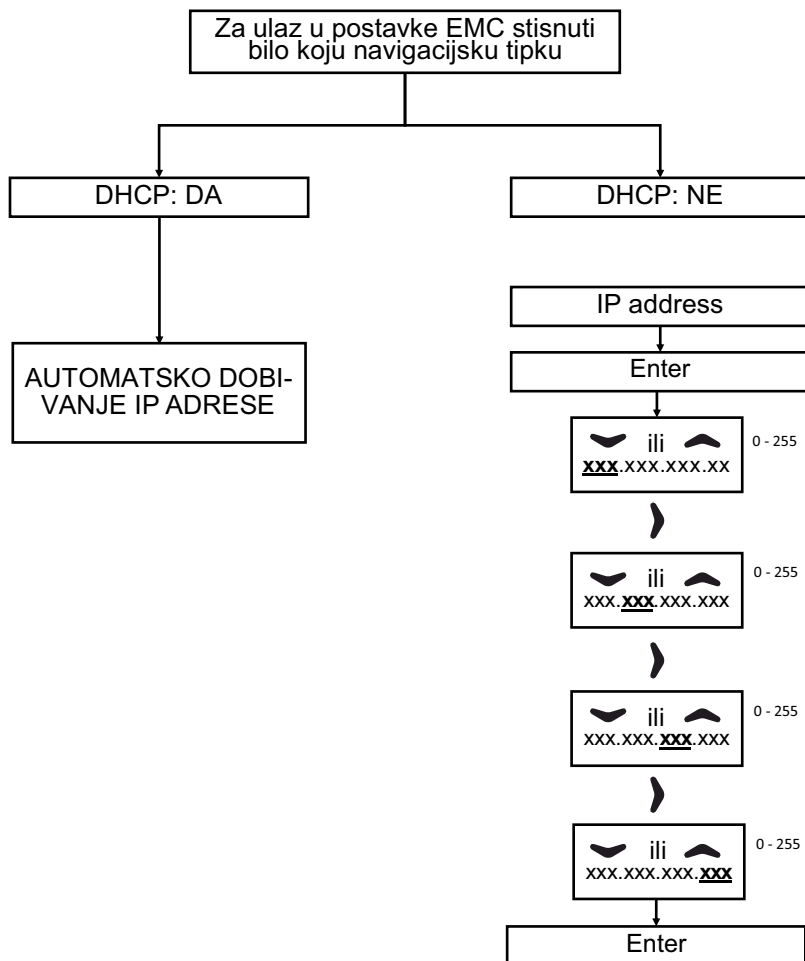 Za ulaz u postavke EMC stisnuti
bilo koju navigacijsku tipku
DHCP: DA
DHCP: NE
AUTOMATSKO DOBI-
VANJE IP ADRESE
IP address
Enter
ili
0 - 255
xxx.xxx.xxx.xx
ili
0 - 255
xxx.xxx.xxx.xxx
ili
0 - 255
xxx.xxx.xxx.xxx
ili
0 - 255
xxx.xxx.xxx.xxx
Enter